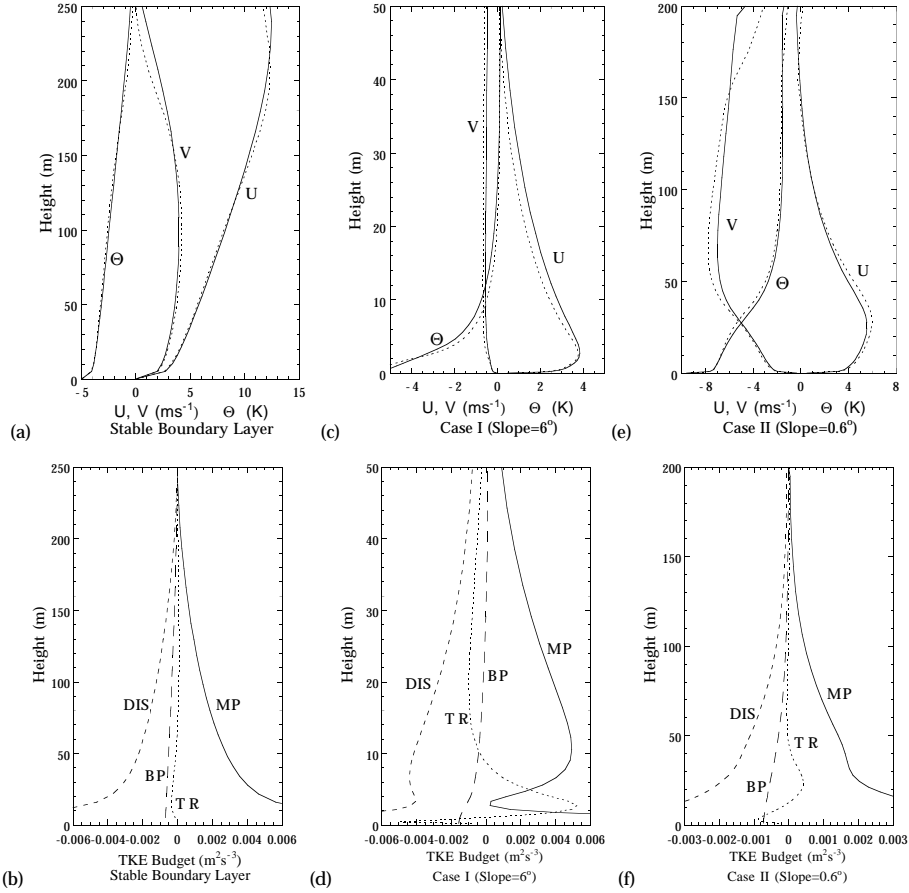 250
200
150
100
50
0
Height (m)
V
U
Θ
-5
0
5
10
15
U, V (ms-1) Θ (K)
(a)
Stable Boundary Layer
50
40
30
20
10
0
Height (m)
V
U
Θ
-4
-2
0
2
4
U, V (ms-1) Θ (K)
(c)
Case I (Slope=6o)
200
150
100
50
0
Height (m)
V
U
Θ
-8
-4
0
4
8
U, V (ms-1) Θ (K)
(e)
Case II (Slope=0.6o)
250
200
150
100
50
0
Height (m)
DIS
MP
BP
TR
-0.006-0.004-0.002
0
0.002
0.004
0.006
TKE Budget (m2s-3)
(b)
Stable Boundary Layer
50
40
30
20
10
0
Height (m)
MP
BP
DIS
TR
-0.006-0.004-0.002
0
0.002
0.004
0.006
TKE Budget (m2s-3)
(d)
Case I (Slope=6o)
200
150
100
50
0
Height (m)
MP
DIS
TR
BP
-0.003-0.002-0.001
0
0.001
0.002
0.003
TKE Budget (m2s-3)
(f)
Case II (Slope=0.6o)